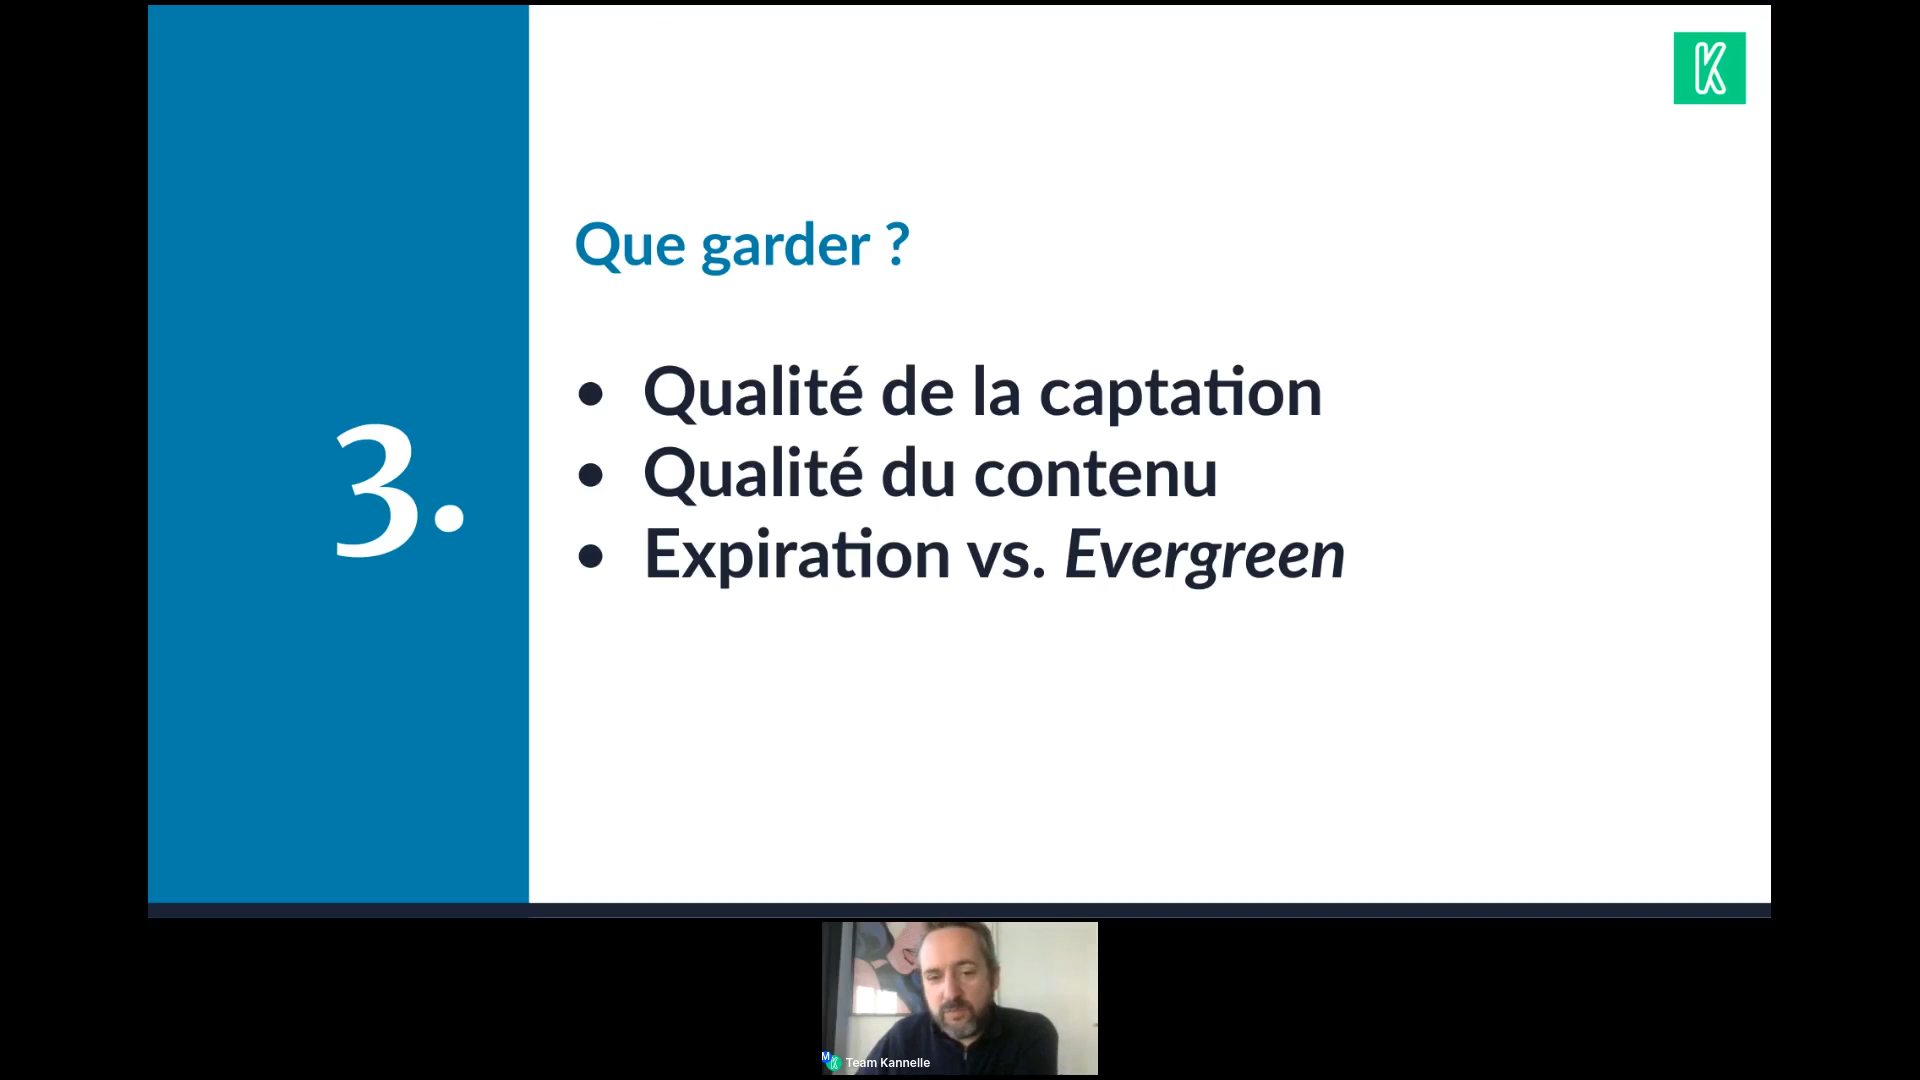 K
Que garder ?
3.
• Qualité de la captation
• Qualité du contenu
• Expiration vs. Evergreen
M
Team Kannelle